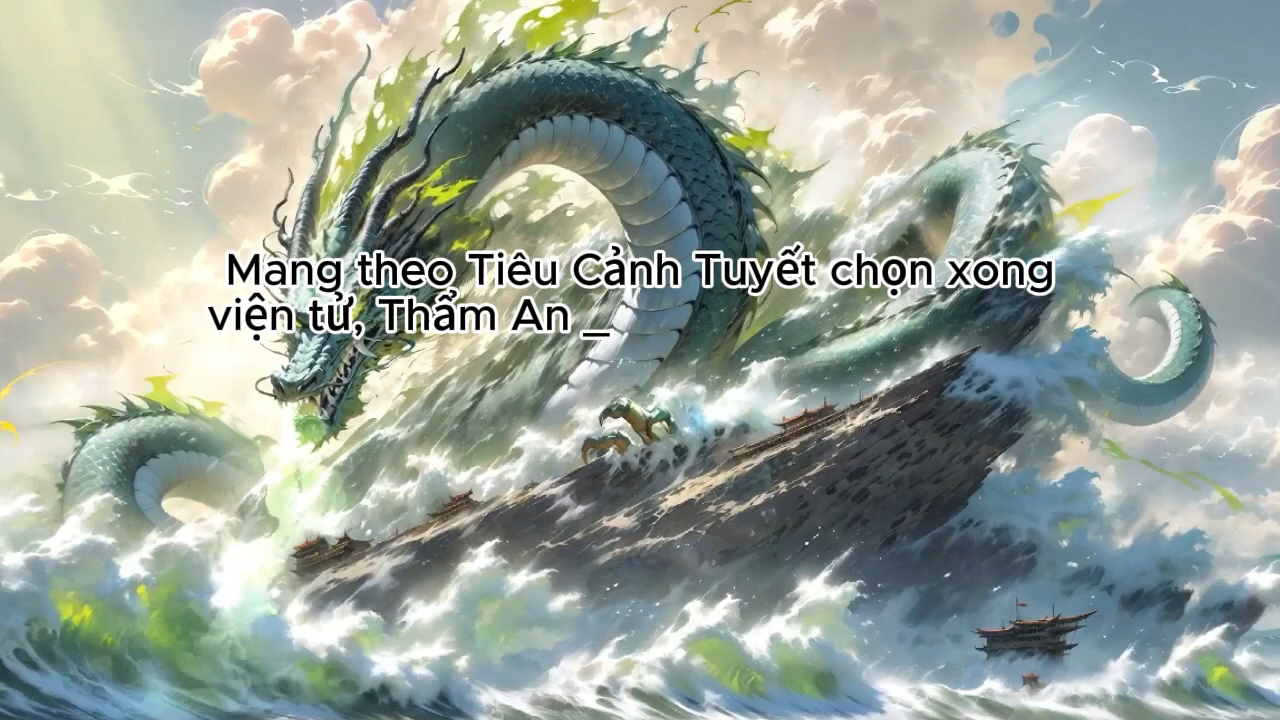 Mang theo Tiêu Cảnh Tuyết chọn xong
viện tử, Thẩm An _